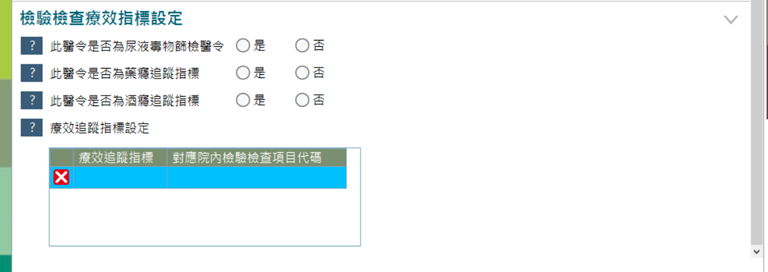 檢驗檢查療效指標設定
? 此醫令是否為尿液毒物篩檢醫令 是 否
? 此醫令是否為藥癮追蹤指標 是 否
? 此醫令是否為酒癮追蹤指標 是 否
? 療效追蹤指標設定
療效追蹤指標 對應院內檢驗檢查項目代碼